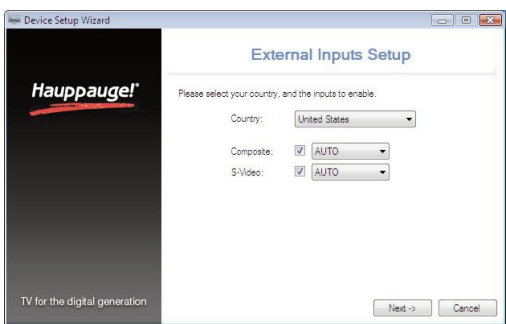 Device Setup Wizard
External Inputs Setup
Hauppauge!®
Please select your country, and the inputs to enable.
Country: United States
Composite: AUTO
S-Video: AUTO
TV for the digital generation
Next -> Cancel